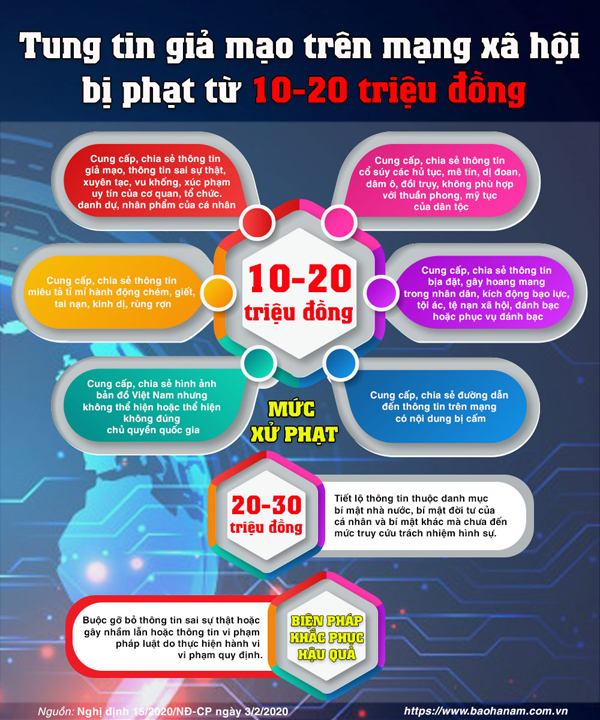 Tung tin giả mạo trên mạng xã hội
bị phạt từ 10-20 triệu đồng
Cung cấp, chia sẻ thông tin
giả mạo, thông tin sai sự thật,
xuyên tạc, vu khống, xúc phạm
uy tín của cơ quan, tổ chức.
danh dự, nhân phẩm của cá nhân
Cung cấp, chia sẻ thông tin
cổ súy các hủ tục, mê tín, dị đoan,
dâm ô, đồi trụy, không phù hợp
với thuần phong, mỹ tục
của dân tộc
Cung cấp, chia sẻ thông tin
miêu tả tỉ mỉ hành động chém, giết,
tai nạn, kinh dị, rùng rợn
10-20
triệu đồng
Cung cấp, chia sẻ thông tin
bịa đặt, gây hoang mang
trong nhân dân, kích động bạo lực,
tội ác, tệ nạn xã hội, đánh bạc
hoặc phục vụ đánh bạc
Cung cấp, chia sẻ hình ảnh
bản đồ Việt Nam nhưng
không thể hiện hoặc thể hiện
không đúng
chủ quyền quốc gia
Cung cấp, chia sẻ đường dẫn
đến thông tin trên mạng
có nội dung bị cấm
MỨC
XỬ PHẠT
20-30
triệu đồng
Tiết lộ thông tin thuộc danh mục
bí mật nhà nước, bí mật đời tư của
cá nhân và bí mật khác mà chưa đến
mức truy cứu trách nhiệm hình sự.
Buộc gỡ bỏ thông tin sai sự thật hoặc
gây nhầm lẫn hoặc thông tin vi phạm
pháp luật do thực hiện hành vi
vi phạm quy định.
BIỆN PHÁP
KHẮC PHỤC
HẬU QUẢ
Nguồn: Nghị định 15/2020/NĐ-CP ngày 3/2/2020
https://www.baohanam.com.vn